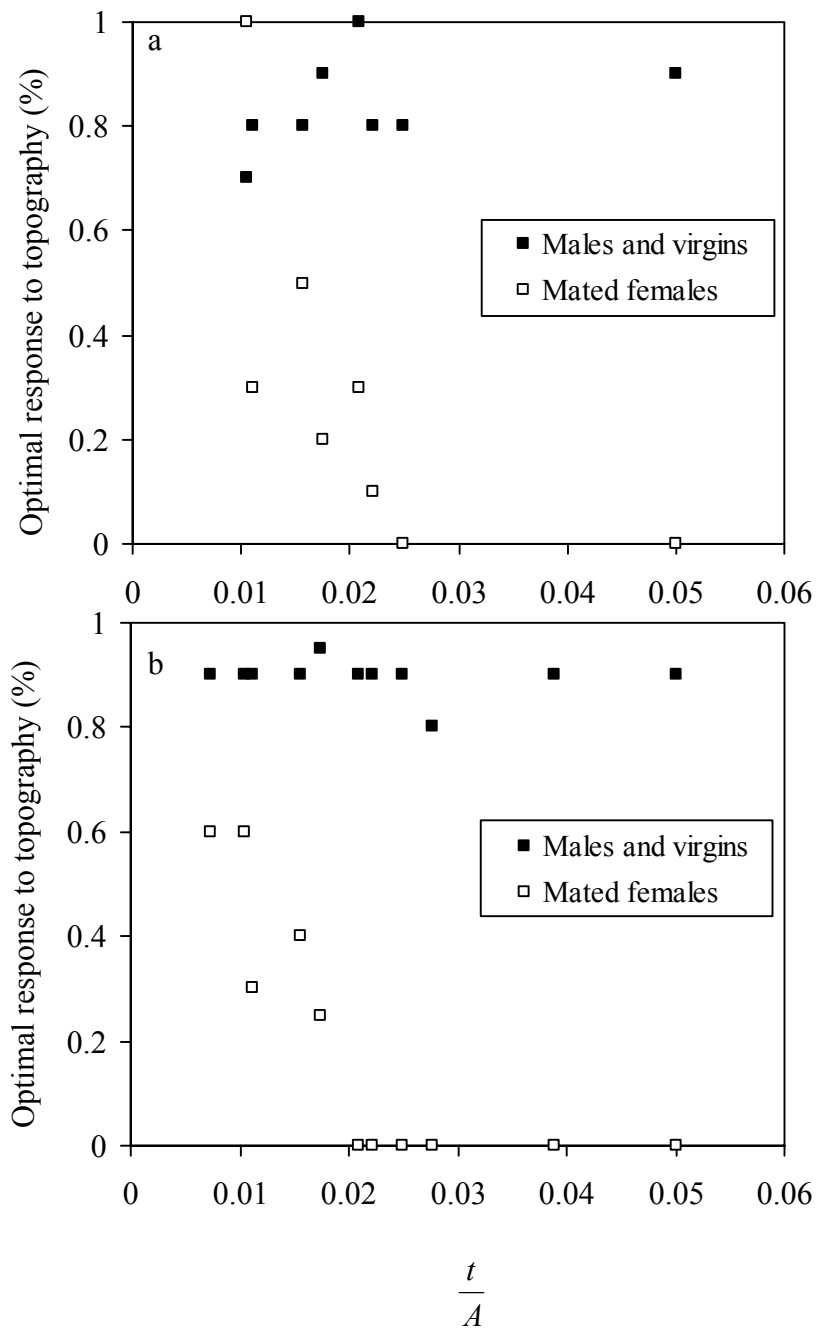 Optimal response to topography (%)
1
0.8
0.6
0.4
0.2
0
a
Males and virgins
Mated females
0 0.01 0.02 0.03 0.04 0.05 0.06
Optimal response to topography (%)
1
0.8
0.6
0.4
0.2
0
b
Males and virgins
Mated females
0 0.01 0.02 0.03 0.04 0.05 0.06
t
A